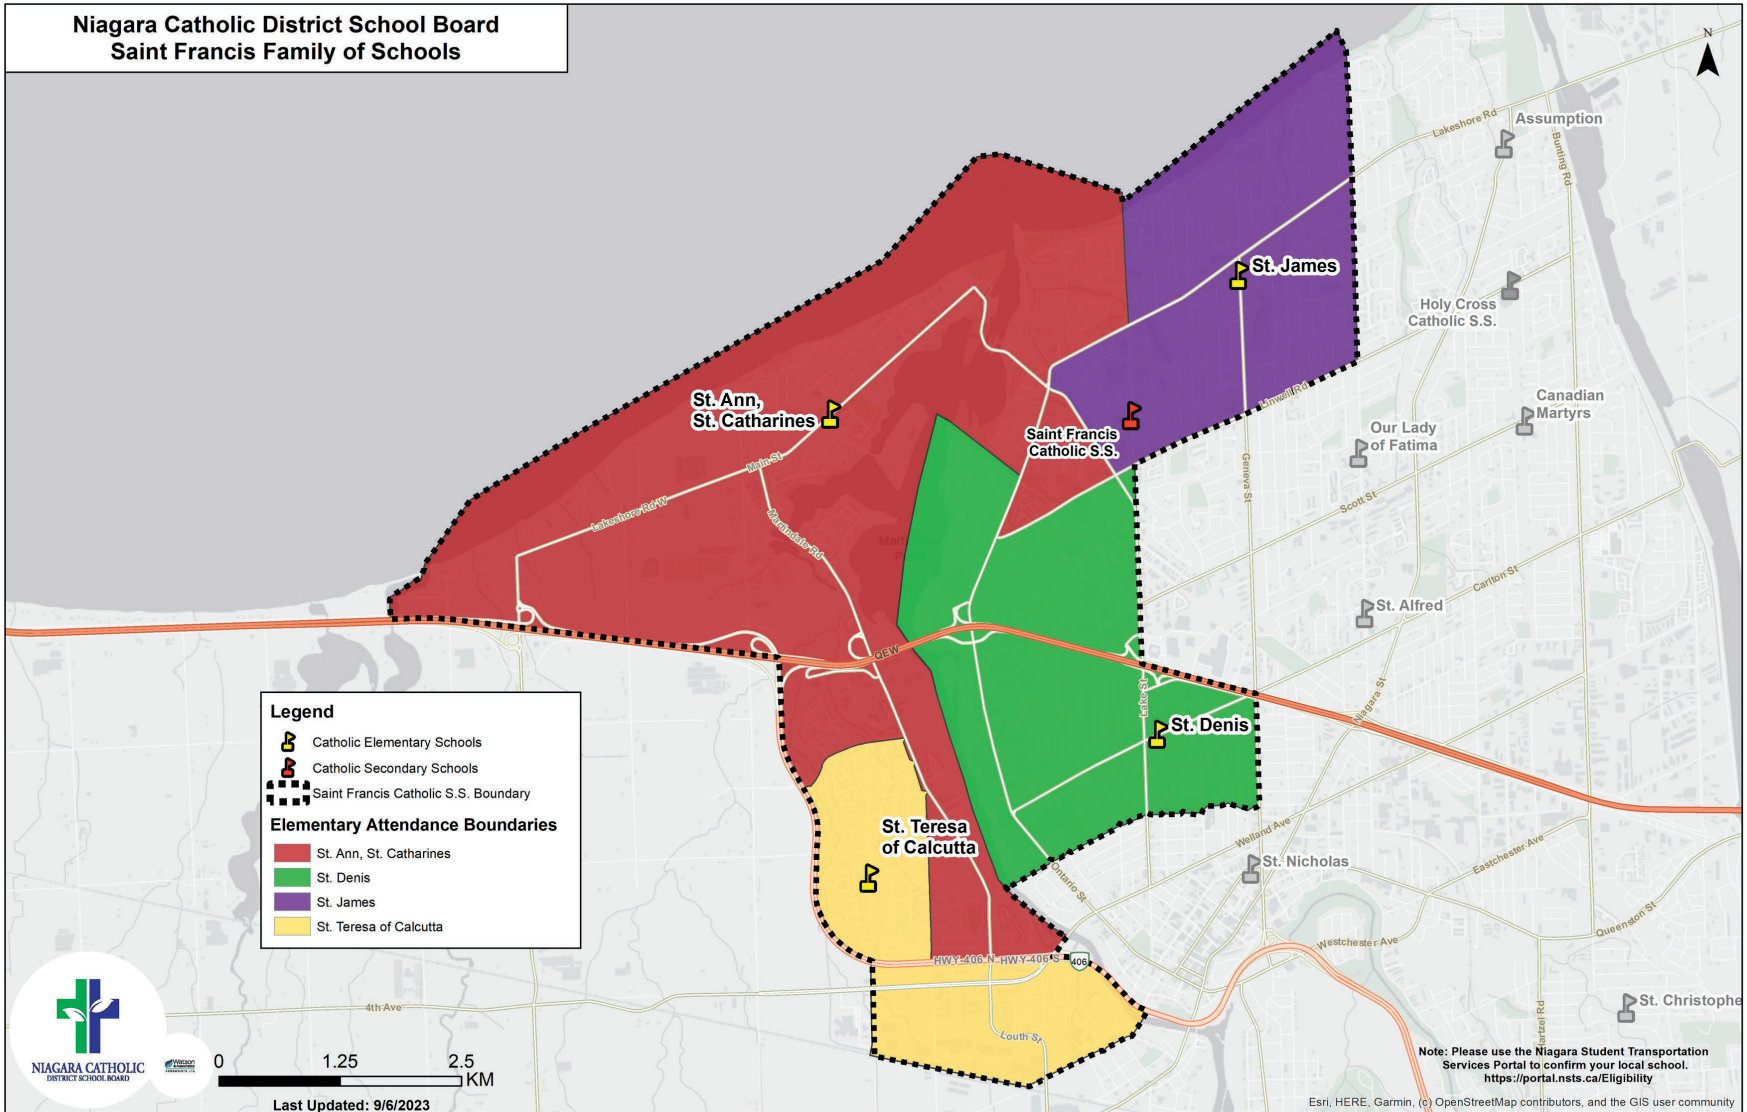 Niagara Catholic District School Board
Saint Francis Family of Schools
N
Lakeshore Rd
Assumption
Bunting Rd
St. James
Holy Cross
Catholic S.S.
St. Ann,
St. Catharines
Linwell Rd
Canadian
Martyrs
Saint Francis
Catholic S.S.
Our Lady
of Fatima
Main St
Geneva St
Scott St
Lakeshore Rd W
Martindale Rd
Carlton St
St. Alfred
QEW
Niagara St
Lake St
St. Denis
Legend
Catholic Elementary Schools
Catholic Secondary Schools
Saint Francis Catholic S.S. Boundary
Elementary Attendance Boundaries
St. Ann, St. Catharines
St. Denis
St. James
St. Teresa of Calcutta
St. Teresa
of Calcutta
Welland Ave
Eastchester Ave
St. Nicholas
Ontario St
Queenston St
Westchester Ave
HWY-406 N
HWY-406 S
406
4th Ave
Louth St
Hartzel Rd
St. Christophe
NIAGARA CATHOLIC
DISTRICT SCHOOL BOARD
Watson
0 1.25 2.5
KM
Last Updated: 9/6/2023
Note: Please use the Niagara Student Transportation
Services Portal to confirm your local school.
https://portal.nsts.ca/Eligibility
Esri, HERE, Garmin, (c) OpenStreetMap contributors, and the GIS user community